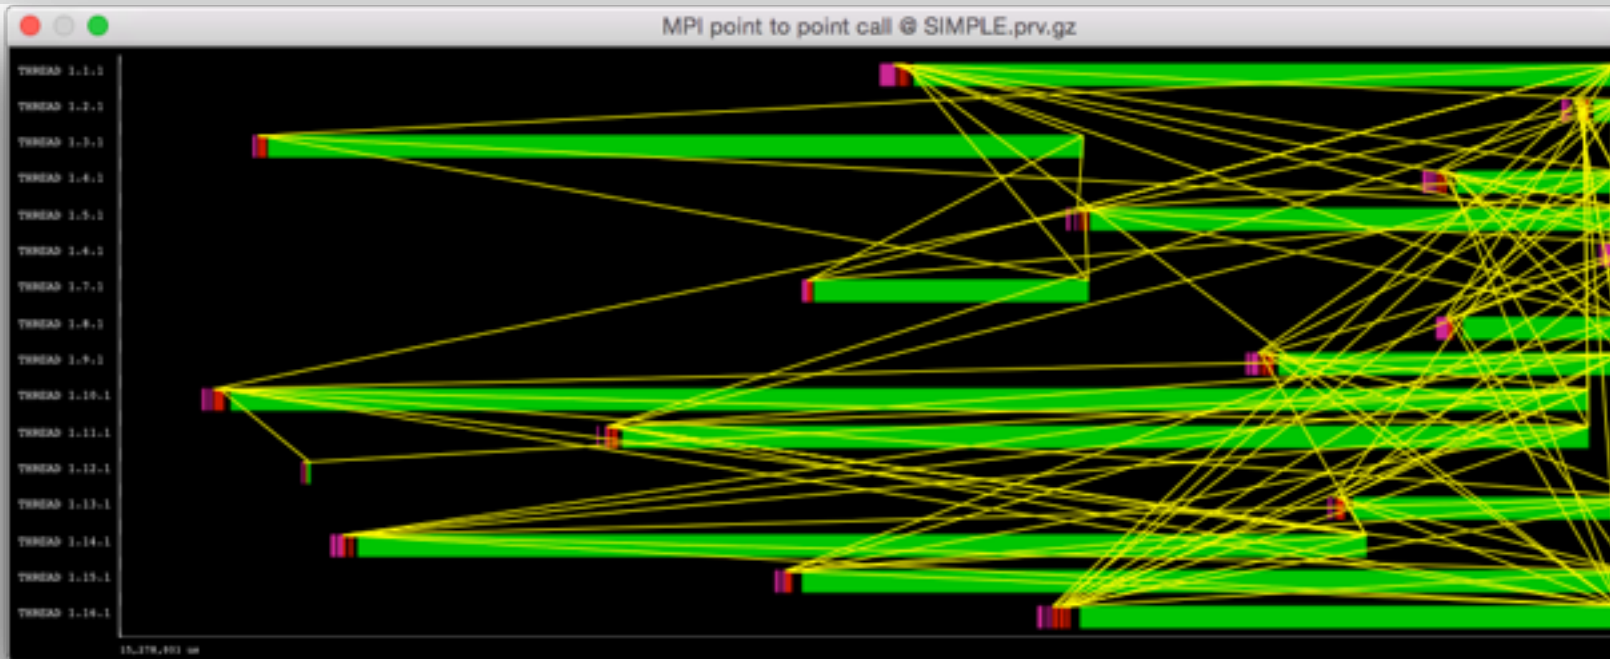 MPI point to point call @ SIMPLE.prv.gz
THREAD 1.1.1
THREAD 1.2.1
THREAD 1.3.1
THREAD 1.4.1
THREAD 1.5.1
THREAD 1.6.1
THREAD 1.7.1
THREAD 1.8.1
THREAD 1.9.1
THREAD 1.10.1
THREAD 1.11.1
THREAD 1.12.1
THREAD 1.13.1
THREAD 1.14.1
THREAD 1.15.1
THREAD 1.16.1